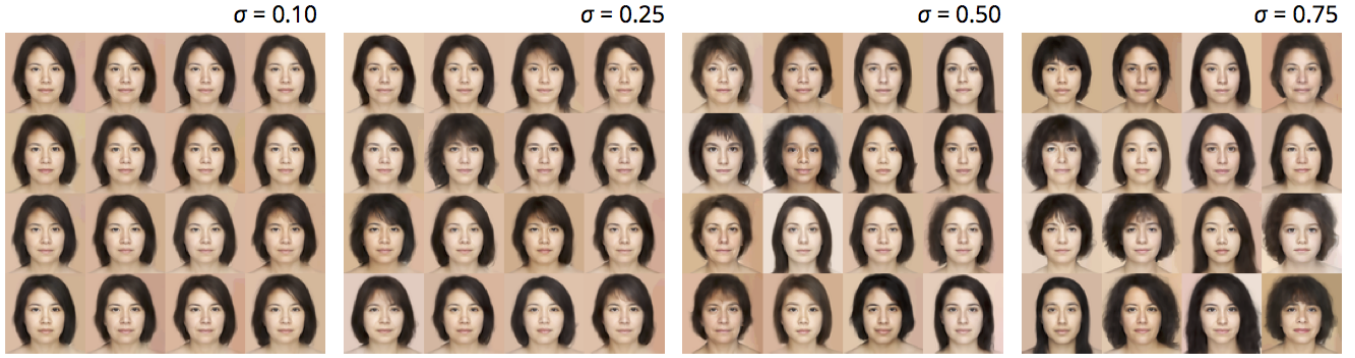 σ = 0.10
σ = 0.25
σ = 0.50
σ = 0.75